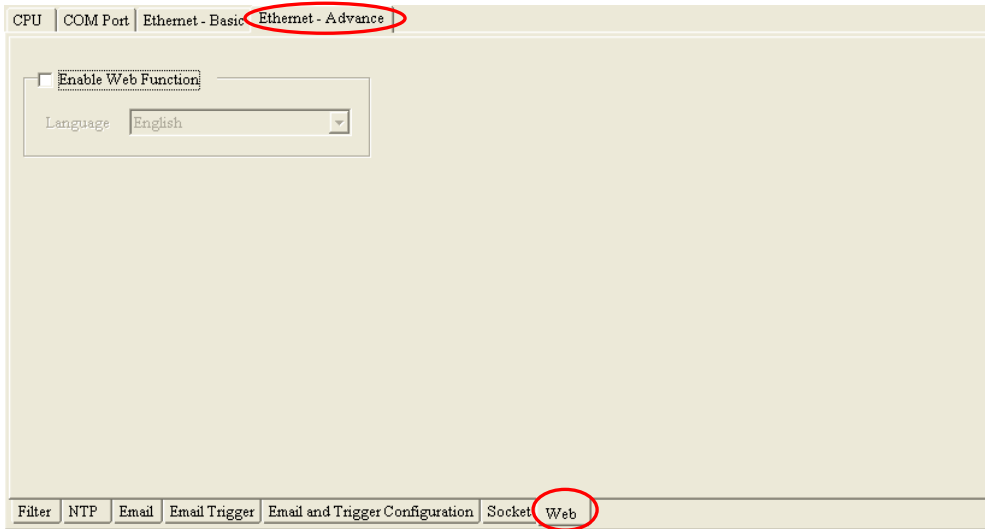 CPU COM Port Ethernet - Basic Ethernet - Advance
Enable Web Function
Language English
Filter NTP Email Email Trigger Email and Trigger Configuration Socket Web